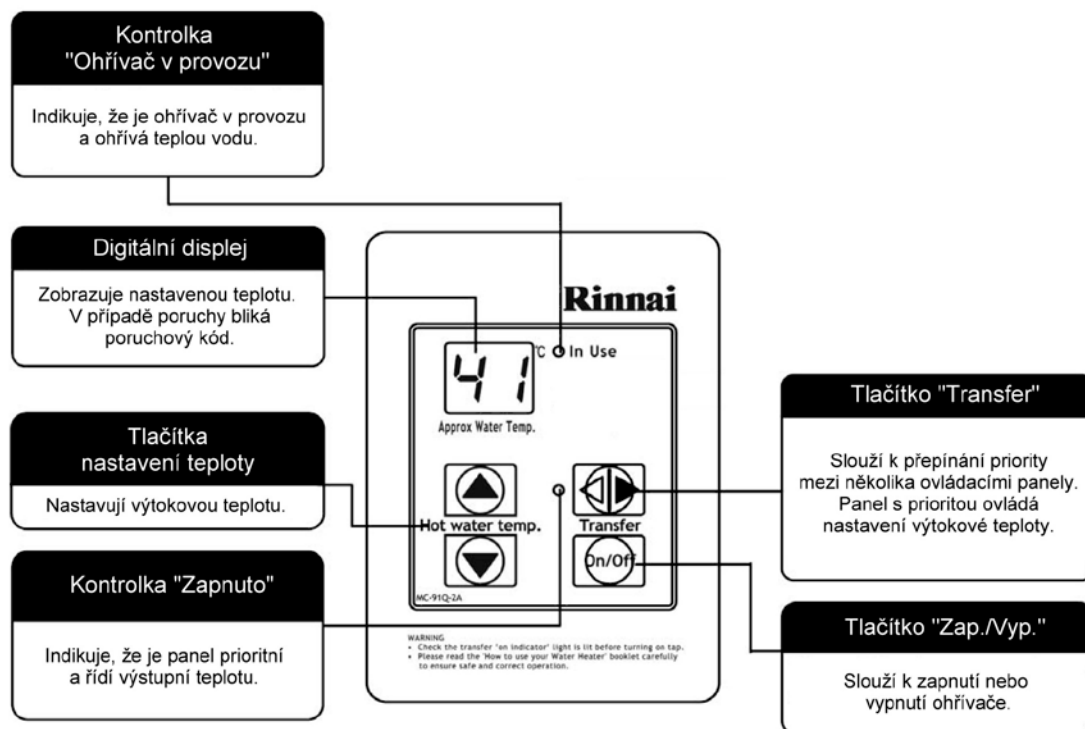 Kontrolka
"Ohřívač v provozu"
Indikuje, že je ohřívač v provozu
a ohřívá teplou vodu.
Digitální displej
Zobrazuje nastavenou teplotu.
V případě poruchy bliká
poruchový kód.
Tlačítka
nastavení teploty
Nastavují výtokovou teplotu.
Kontrolka "Zapnuto"
Indikuje, že je panel prioritní
a řídí výstupní teplotu.
Rinnai
41
°C
In Use
Approx Water Temp.
Hot water temp.
Transfer
On/Off
MC-91Q-2A
WARNING
• Check the transfer 'on indicator' light is lit before turning on tap.
• Please read the 'How to use your Water Heater' booklet carefully
to ensure safe and correct operation.
Tlačítko "Transfer"
Slouží k přepínání priority
mezi několika ovládacími panely.
Panel s prioritou ovládá
nastavení výtokové teploty.
Tlačítko "Zap./Vyp."
Slouží k zapnutí nebo
vypnutí ohřívače.